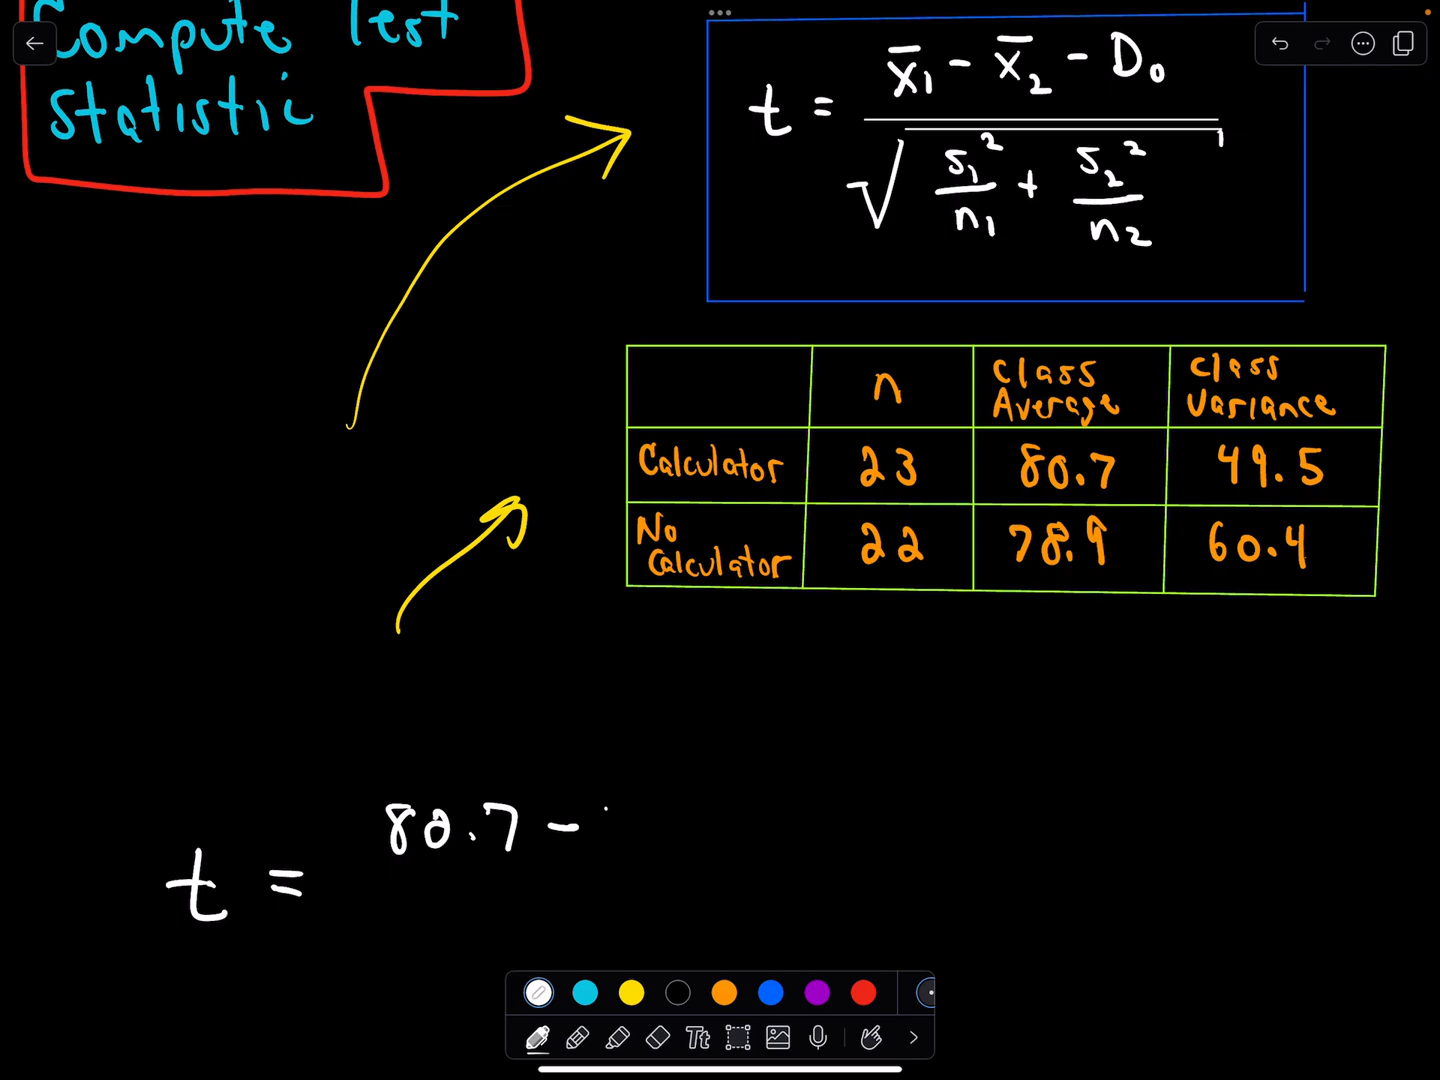 Compute Test
Statistic
t = (x̄₁ - x̄₂ - D₀) / √(s₁²/n₁ + s₂²/n₂)
n
Class Average
Class Variance
Calculator 23 80.7 49.5
No Calculator 22 78.9 60.4
t = 80.7 -
Tt